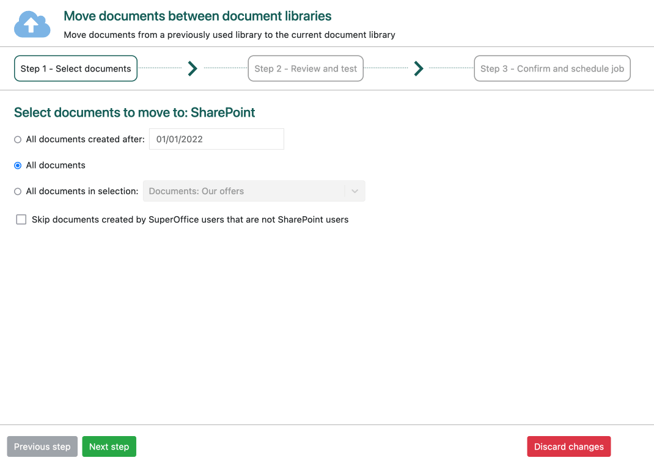 Move documents between document libraries
Move documents from a previously used library to the current document library
Step 1 - Select documents
Step 2 - Review and test
Step 3 - Confirm and schedule job
Select documents to move to: SharePoint
All documents created after: 01/01/2022
All documents
All documents in selection: Documents: Our offers
Skip documents created by SuperOffice users that are not SharePoint users
Previous step
Next step
Discard changes